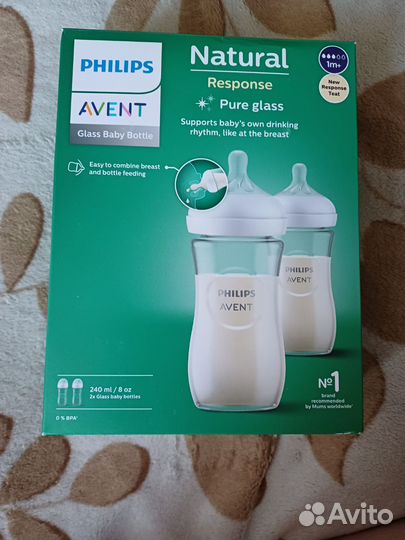 PHILIPS
AVENT
Glass Baby Bottle
Natural
Response
Pure glass
Supports baby's own drinking
rhythm, like at the breast
1m+
New
Response
Teat
Easy to combine breast
and bottle feeding
PHILIPS
AVENT
PHILIPS
AVENT
240 ml / 8 oz
2x Glass baby bottles
0 % BPA¹
№1
brand
recommended
by Mums worldwide*
Avito